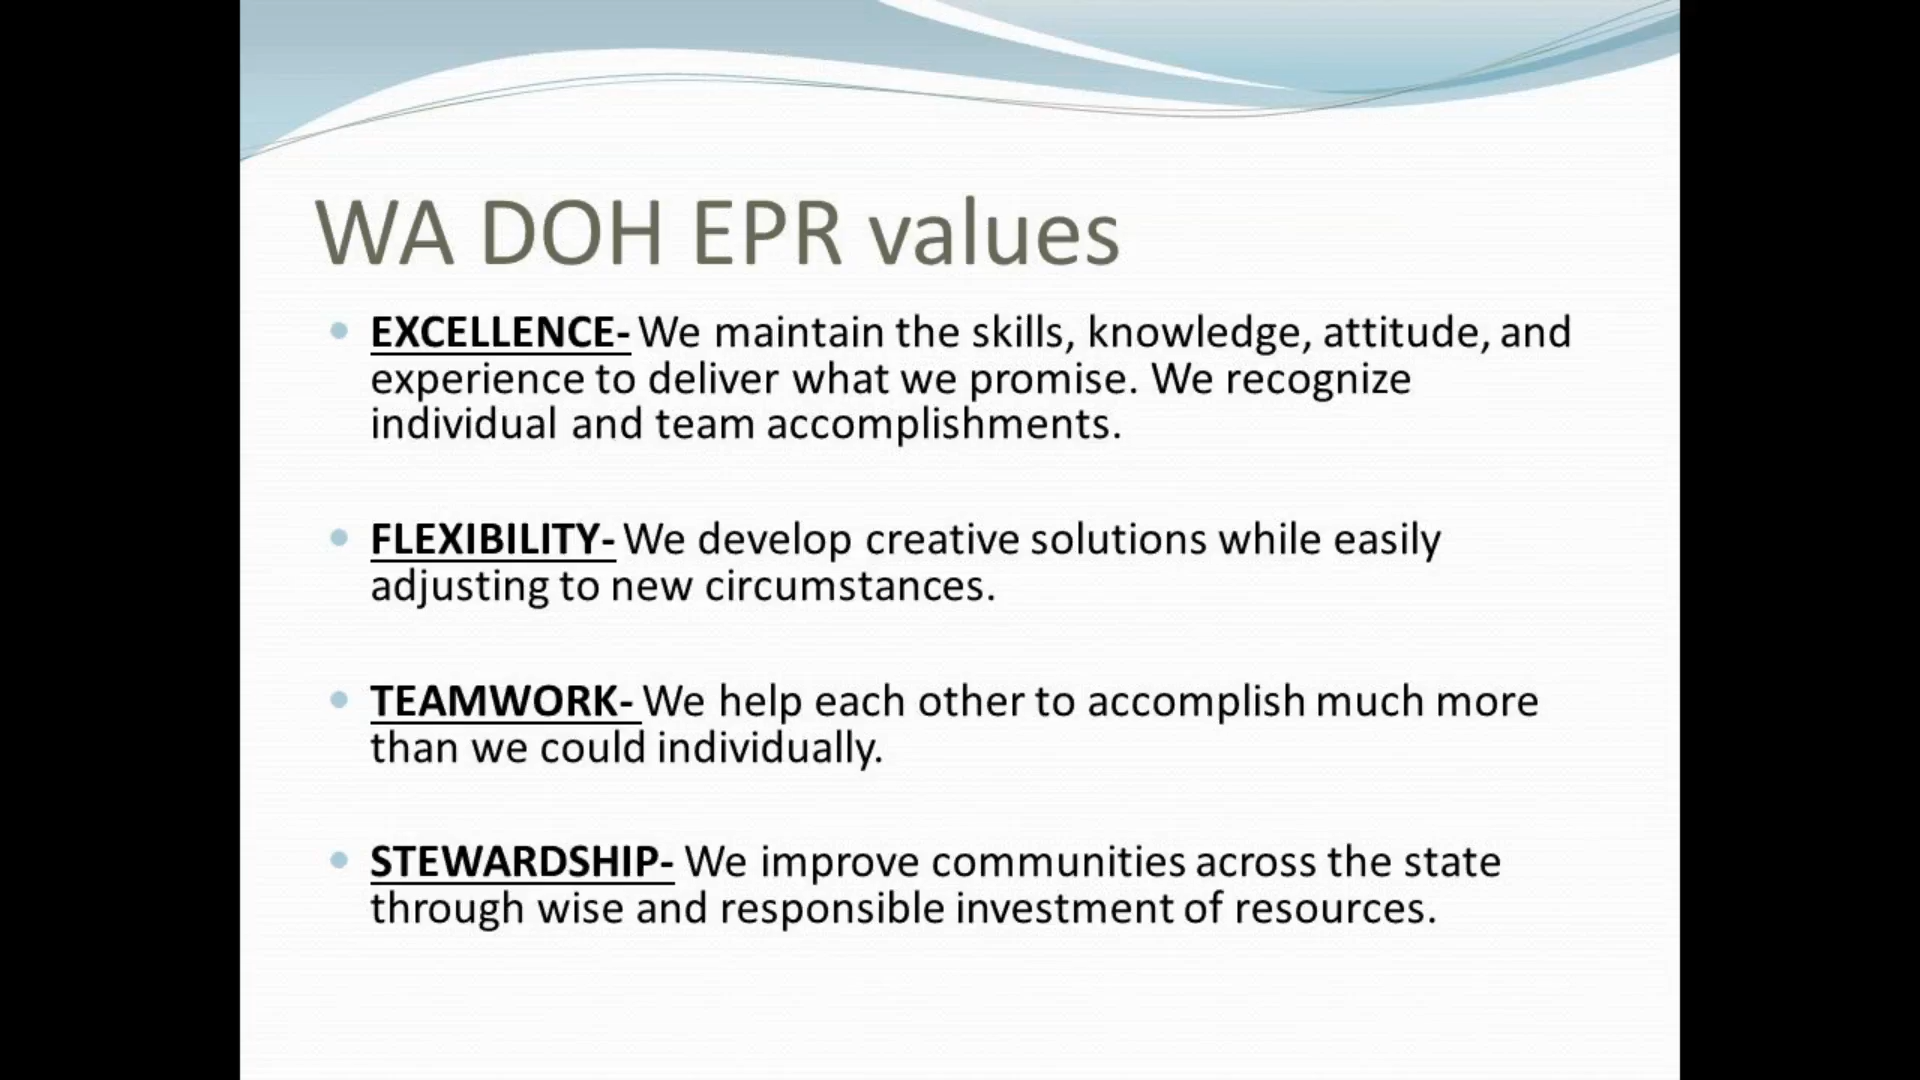 WA DOH EPR values
EXCELLENCE- We maintain the skills, knowledge, attitude, and
experience to deliver what we promise. We recognize
individual and team accomplishments.
FLEXIBILITY- We develop creative solutions while easily
adjusting to new circumstances.
TEAMWORK- We help each other to accomplish much more
than we could individually.
STEWARDSHIP- We improve communities across the state
through wise and responsible investment of resources.